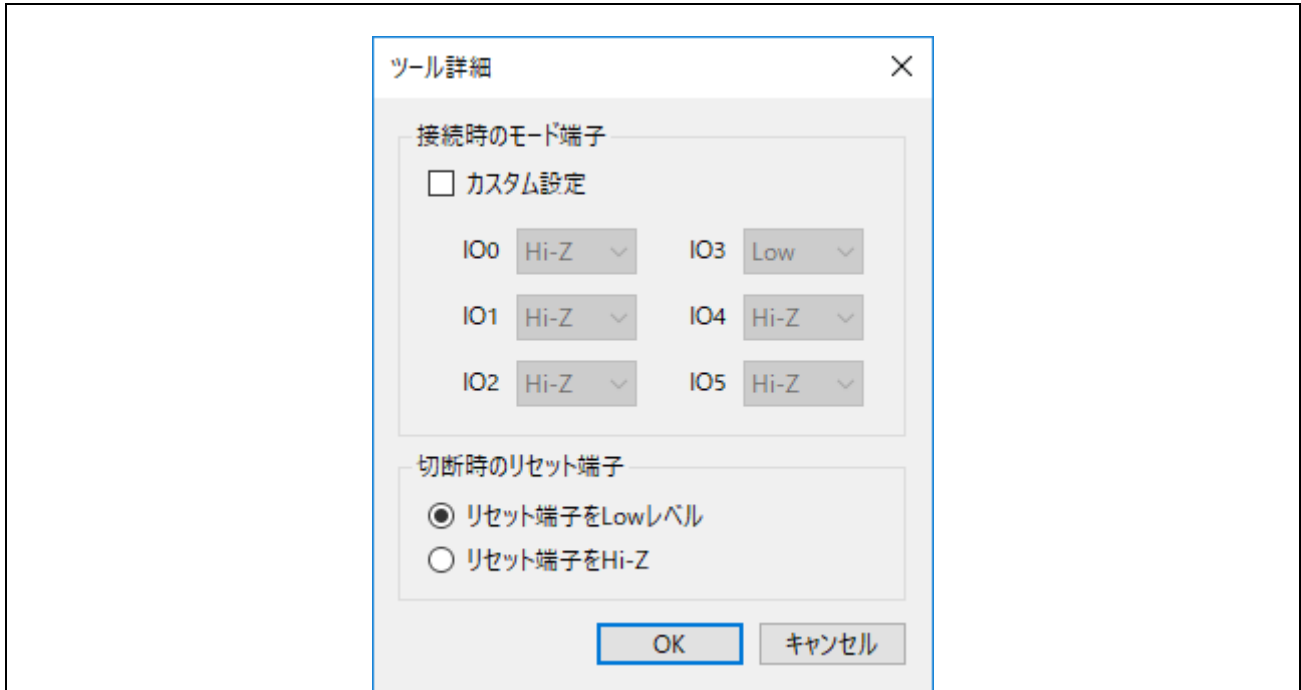 ツール詳細
接続時のモード端子
カスタム設定
IO0 Hi-Z IO3 Low
IO1 Hi-Z IO4 Hi-Z
IO2 Hi-Z IO5 Hi-Z
切断時のリセット端子
リセット端子をLowレベル
リセット端子をHi-Z
OK キャンセル